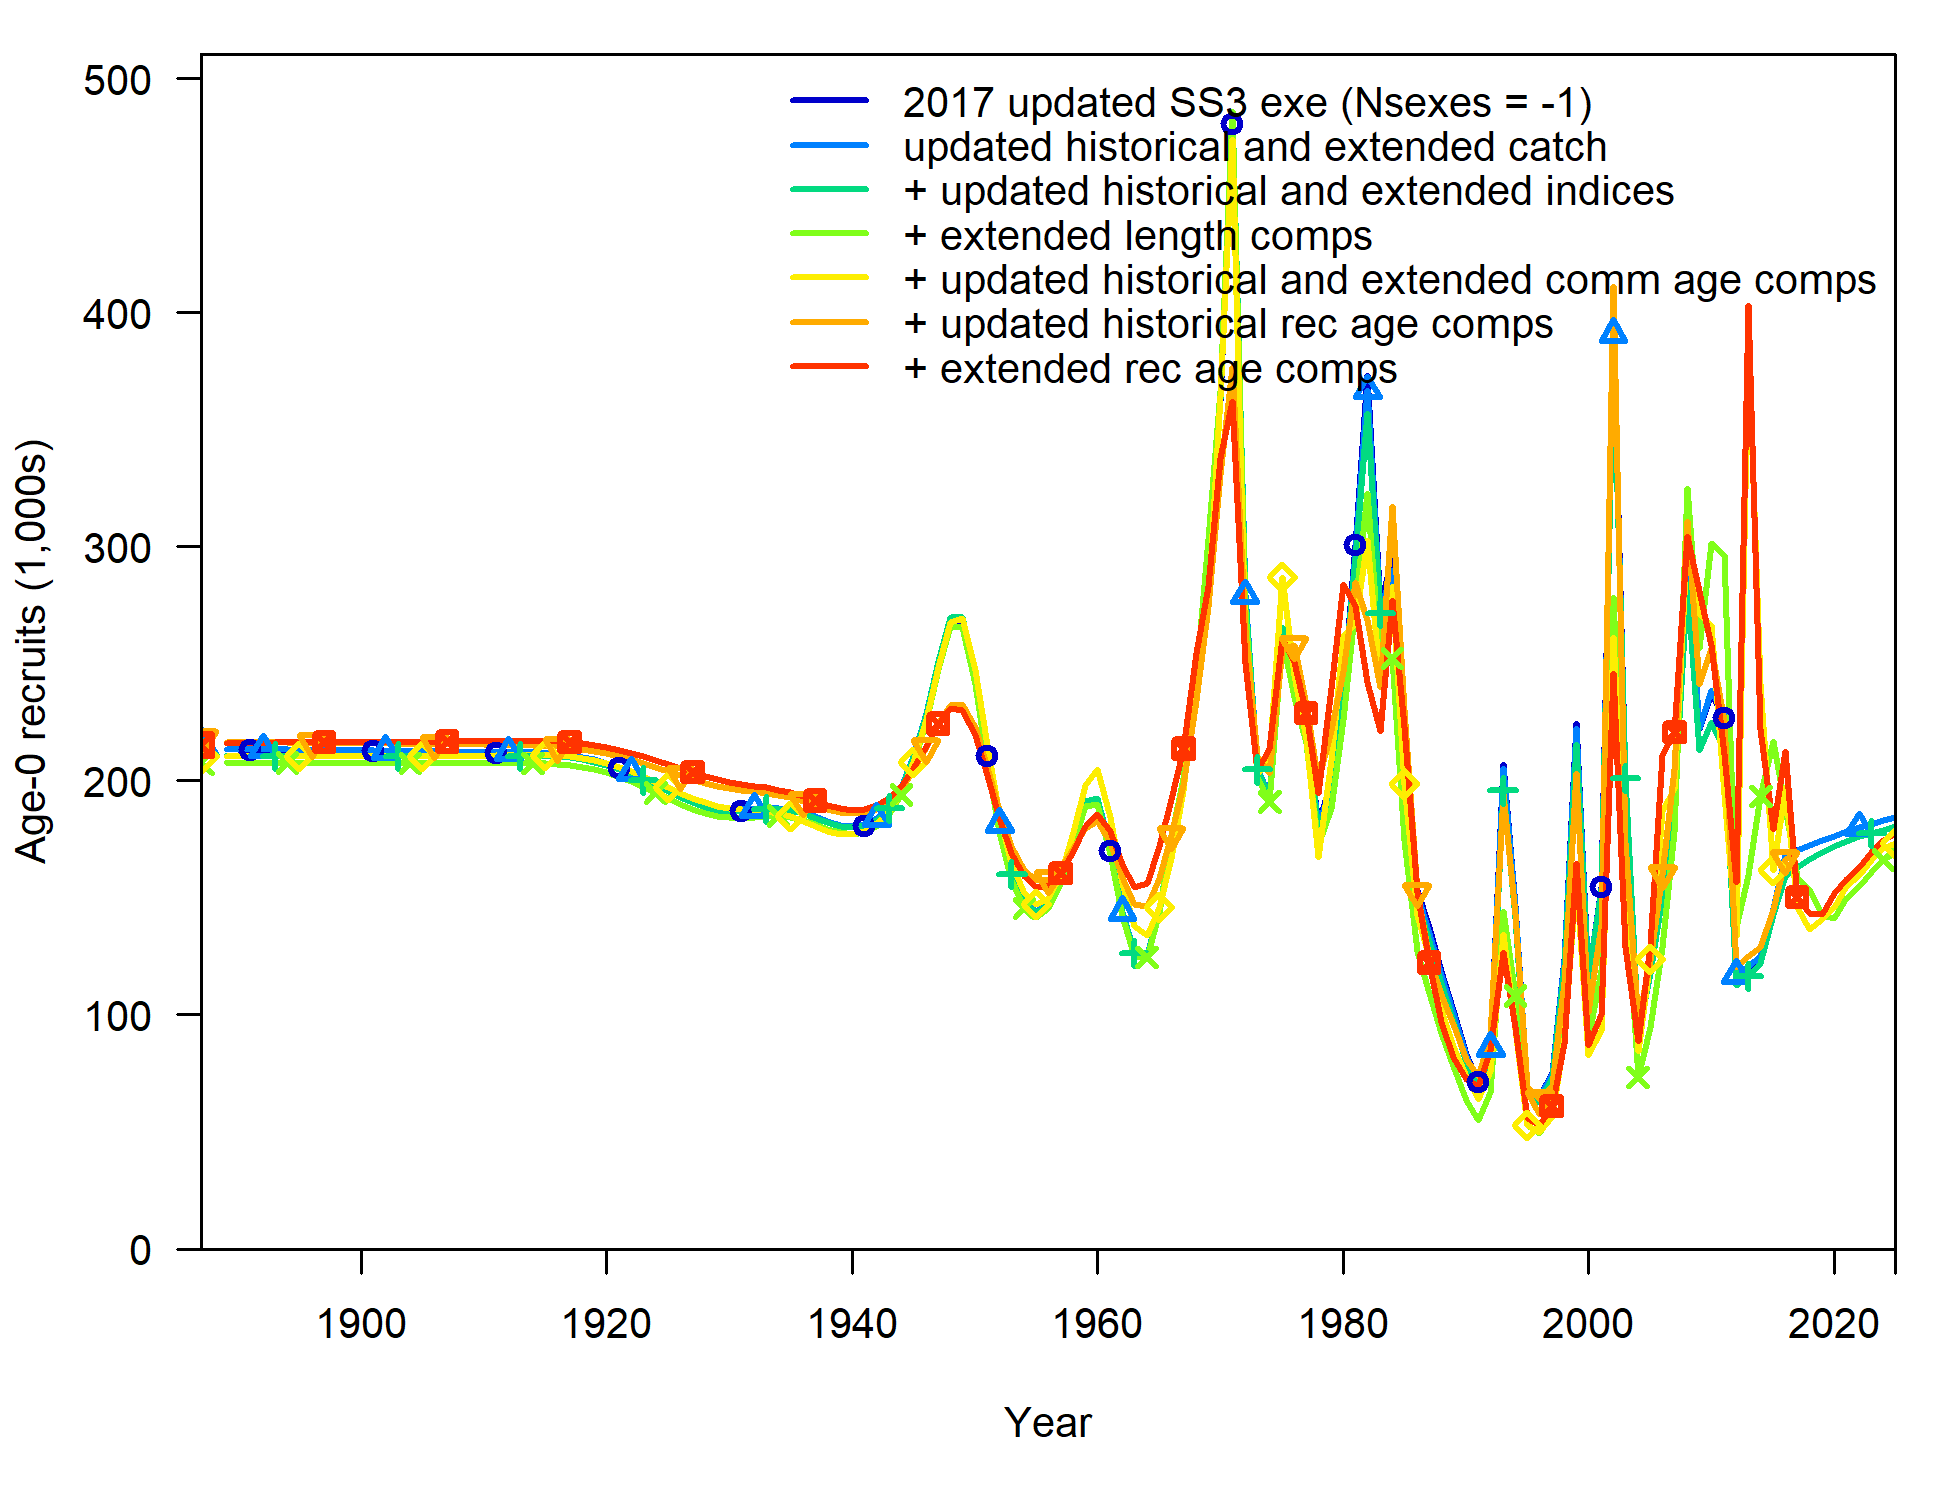 2017 updated SS3 exe (Nsexes = -1)
updated historical and extended catch
+ updated historical and extended indices
+ extended length comps
+ updated historical and extended comm age comps
+ updated historical rec age comps
+ extended rec age comps
Age-0 recruits (1,000s)
500
400
300
200
100
0
1900 1920 1940 1960 1980 2000 2020
Year